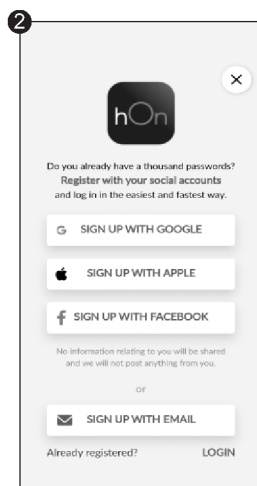 2
hOn
Do you already have a thousand passwords?
Register with your social accounts
and log in in the easiest and fastest way.
G SIGN UP WITH GOOGLE
SIGN UP WITH APPLE
f SIGN UP WITH FACEBOOK
No information relating to you will be shared
and we will not post anything from you.
or
SIGN UP WITH EMAIL
Already registered? LOGIN